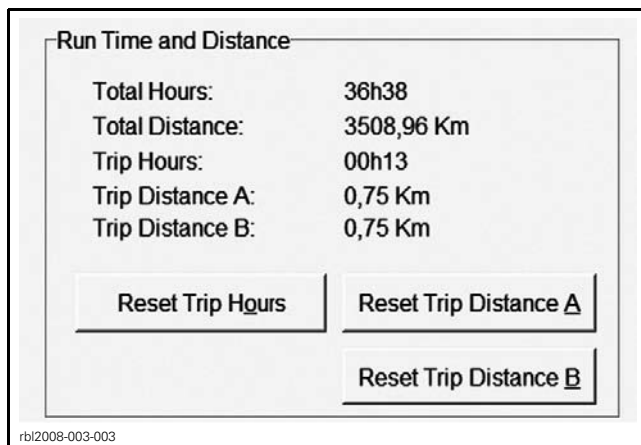 Run Time and Distance
Total Hours: 36h38
Total Distance: 3508,96 Km
Trip Hours: 00h13
Trip Distance A: 0,75 Km
Trip Distance B: 0,75 Km
Reset Trip Hours Reset Trip Distance A
Reset Trip Distance B
rbl2008-003-003